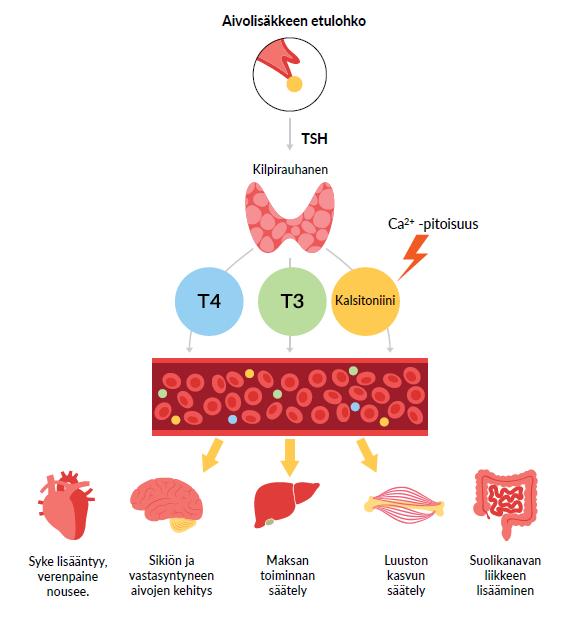 Aivolisäkkeen etulohko
TSH
Kilpirauhanen
Ca²⁺ -pitoisuus
T4
T3
Kalsitoniini
Syke lisääntyy,
verenpaine
nousee.
Sikiön ja
vastasyntyneen
aivojen kehitys
Maksan
toiminnan
säätely
Luuston
kasvun
säätely
Suolikanavan
liikkeen
lisääminen